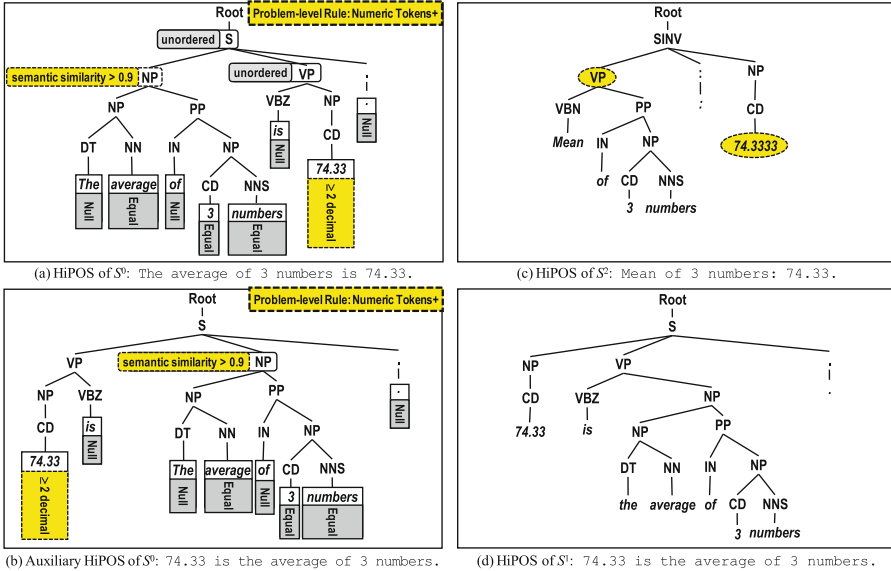 Root
Problem-level Rule: Numeric Tokens+
unordered S
semantic similarity > 0.9 NP
unordered VP
.
NP PP VBZ NP
. Null
is Null
CD
DT NN IN NP
74.33 ≥ 2 decimal
The Null
average Equal
of Null
CD NNS
3 Equal
numbers Equal
(a) HiPOS of S⁰: The average of 3 numbers is 74.33.
Root
SINV
VP : NP
VBN PP CD
Mean IN NP 74.3333
of CD NNS
3 numbers
(c) HiPOS of S²: Mean of 3 numbers: 74.33.
Root
Problem-level Rule: Numeric Tokens+
S
VP semantic similarity > 0.9 NP .
NP VBZ NP PP
. Null
CD is Null
DT NN IN NP
74.33 ≥ 2 decimal
The Null
average Equal
of Null
CD NNS
3 Equal
numbers Equal
(b) Auxiliary HiPOS of S⁰: 74.33 is the average of 3 numbers.
Root
S
NP VP .
CD VBZ NP .
74.33 is NP PP
DT NN IN NP
the average of CD NNS
3 numbers
(d) HiPOS of S¹: 74.33 is the average of 3 numbers.